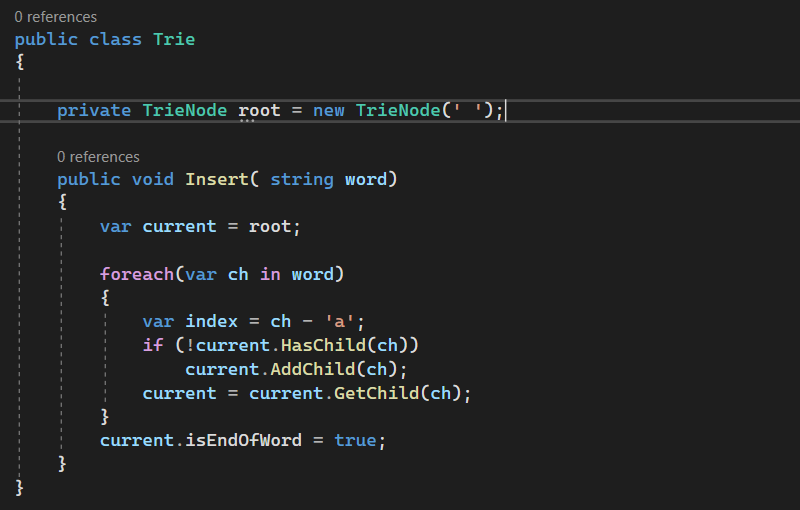 0 references
public class Trie
{
private TrieNode root = new TrieNode(' ');
0 references
public void Insert( string word)
{
var current = root;
foreach(var ch in word)
{
var index = ch - 'a';
if (!current.HasChild(ch))
current.AddChild(ch);
current = current.GetChild(ch);
}
current.isEndOfWord = true;
}
}